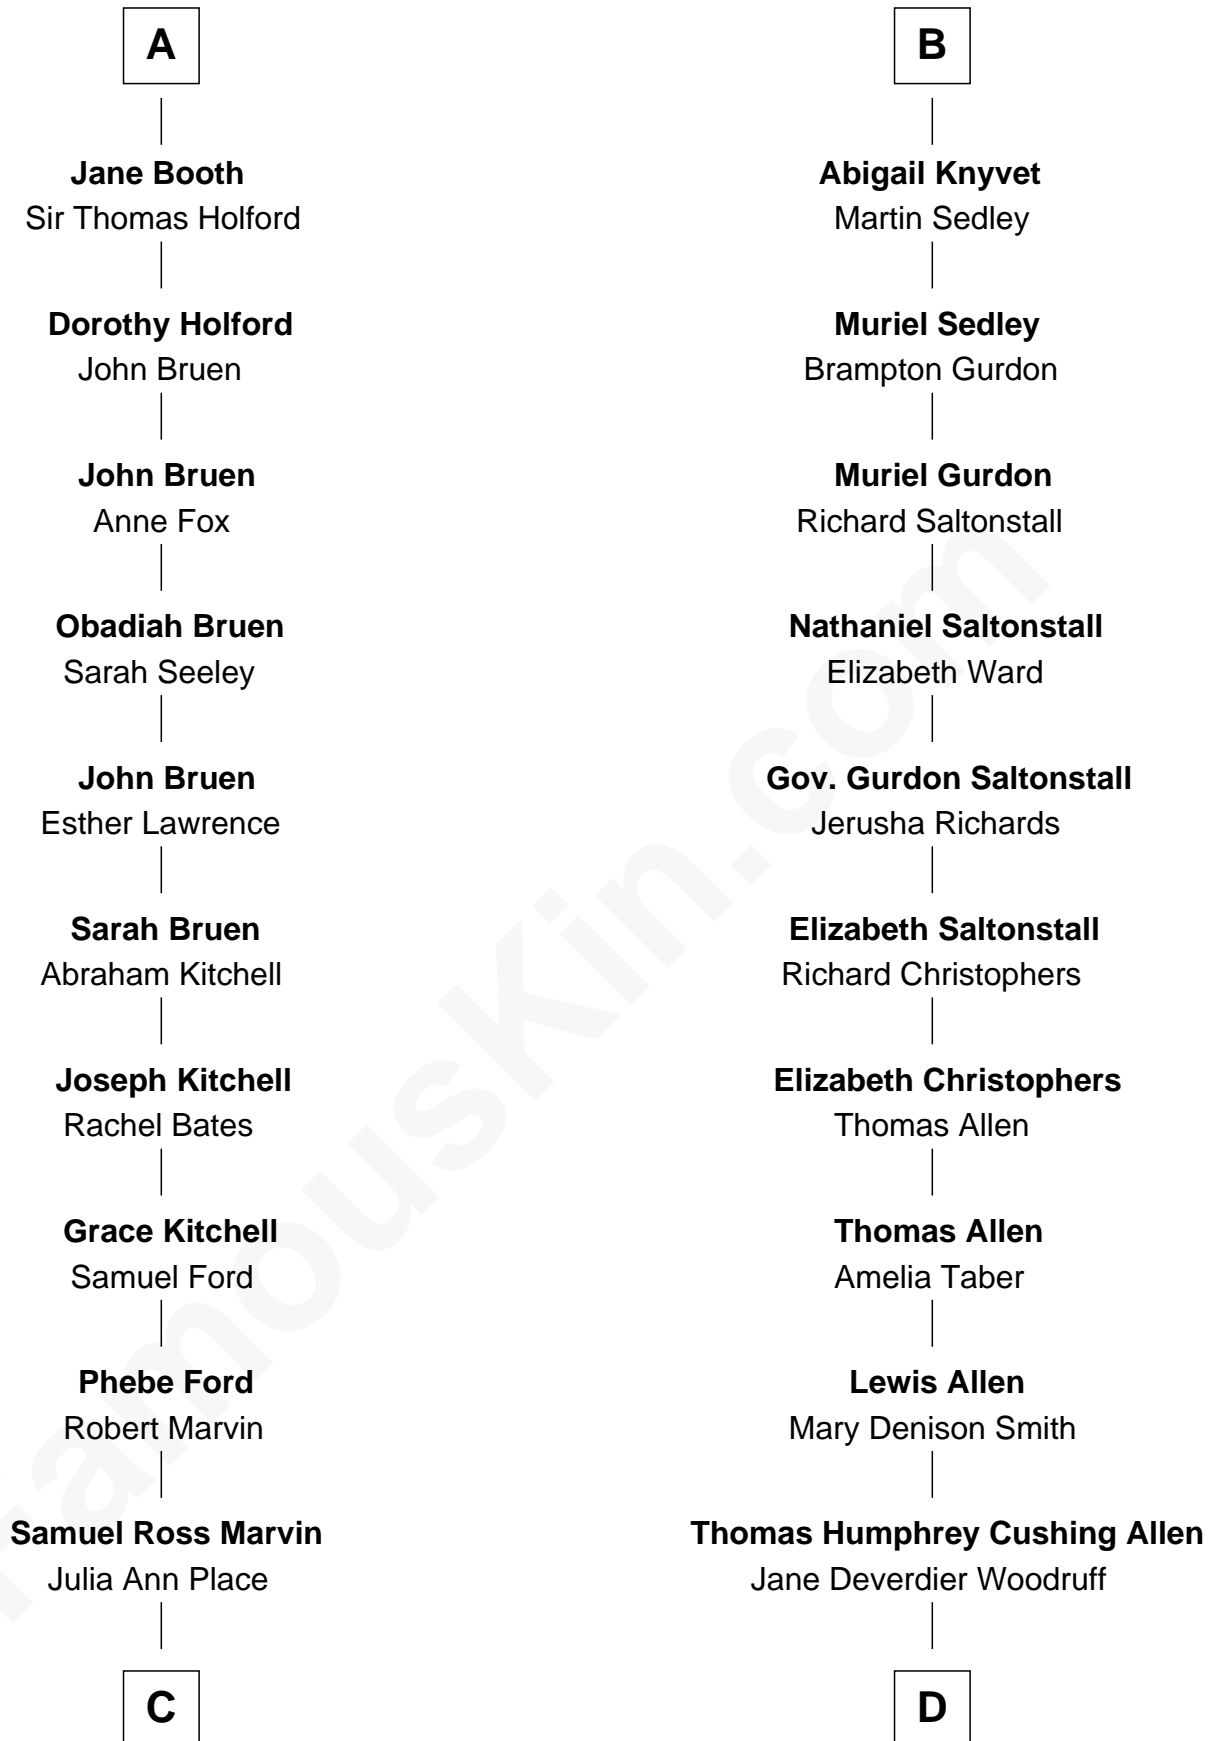 A
Jane Booth
Sir Thomas Holford
Dorothy Holford
John Bruen
John Bruen
Anne Fox
Obadiah Bruen
Sarah Seeley
John Bruen
Esther Lawrence
Sarah Bruen
Abraham Kitchell
Joseph Kitchell
Rachel Bates
Grace Kitchell
Samuel Ford
Phebe Ford
Robert Marvin
Samuel Ross Marvin
Julia Ann Place
C
B
Abigail Knyvet
Martin Sedley
Muriel Sedley
Brampton Gurdon
Muriel Gurdon
Richard Saltonstall
Nathaniel Saltonstall
Elizabeth Ward
Gov. Gurdon Saltonstall
Jerusha Richards
Elizabeth Saltonstall
Richard Christophers
Elizabeth Christophers
Thomas Allen
Thomas Allen
Amelia Taber
Lewis Allen
Mary Denison Smith
Thomas Humphrey Cushing Allen
Jane Deverdier Woodruff
D
FamousKin.com